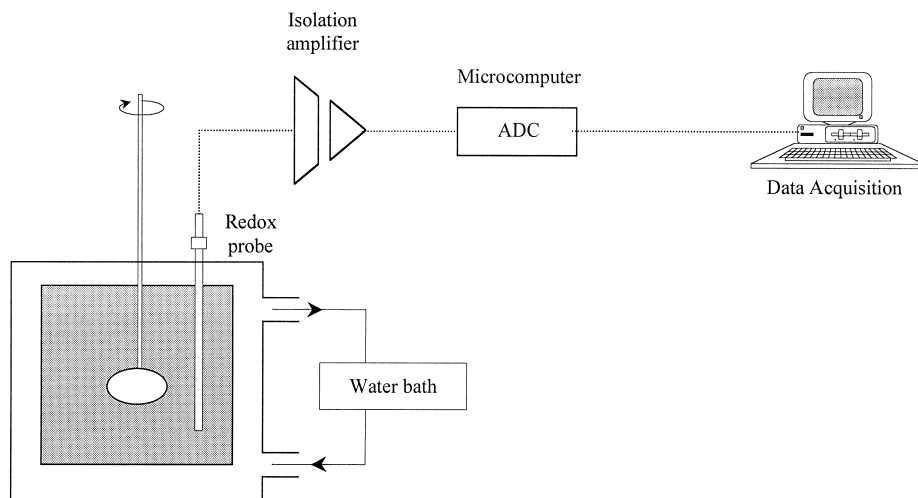 Isolation
amplifier
Microcomputer
ADC
Data Acquisition
Redox
probe
Water bath